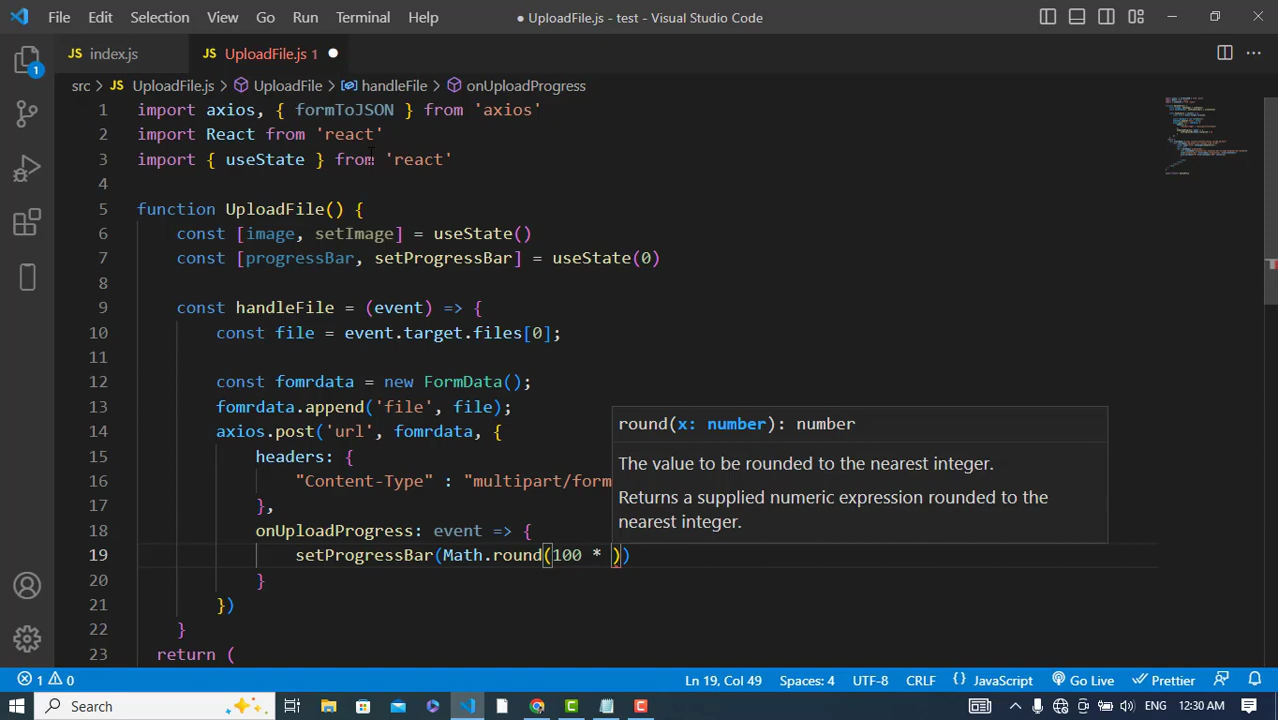 File Edit Selection View Go Run Terminal Help ● UploadFile.js - test - Visual Studio Code
JS index.js JS UploadFile.js 1
src > JS UploadFile.js > UploadFile > handleFile > onUploadProgress
1 import axios, { formToJSON } from 'axios'
2 import React from 'react'
3 import { useState } from 'react'
4
5 function UploadFile() {
6 const [image, setImage] = useState()
7 const [progressBar, setProgressBar] = useState(0)
8
9 const handleFile = (event) => {
10 const file = event.target.files[0];
11
12 const fomrdata = new FormData();
13 fomrdata.append('file', file);
14 axios.post('url', fomrdata, {
15 headers: {
16 "Content-Type" : "multipart/form
17 },
18 onUploadProgress: event => {
19 setProgressBar(Math.round(100 * ))
20 }
21 })
22 }
23 return (
round(x: number): number
The value to be rounded to the nearest integer.
Returns a supplied numeric expression rounded to the
nearest integer.
1
1 0 Ln 19, Col 49 Spaces: 4 UTF-8 CRLF {} JavaScript Go Live Prettier
Search ENG 12:30 AM